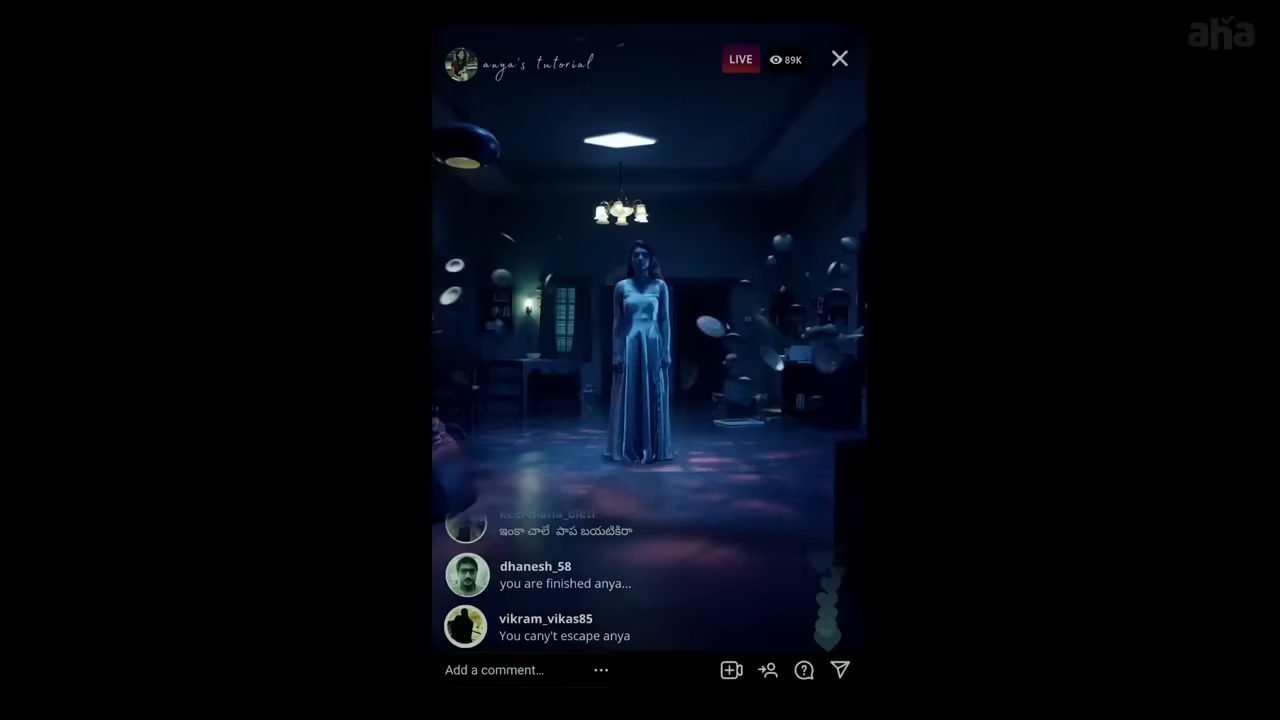 aha
anya's tutorial
LIVE
89K
ఇంకా చాలే పాప బయటికిరా
dhanesh_58
you are finished anya...
vikram_vikas85
You cany't escape anya
Add a comment...